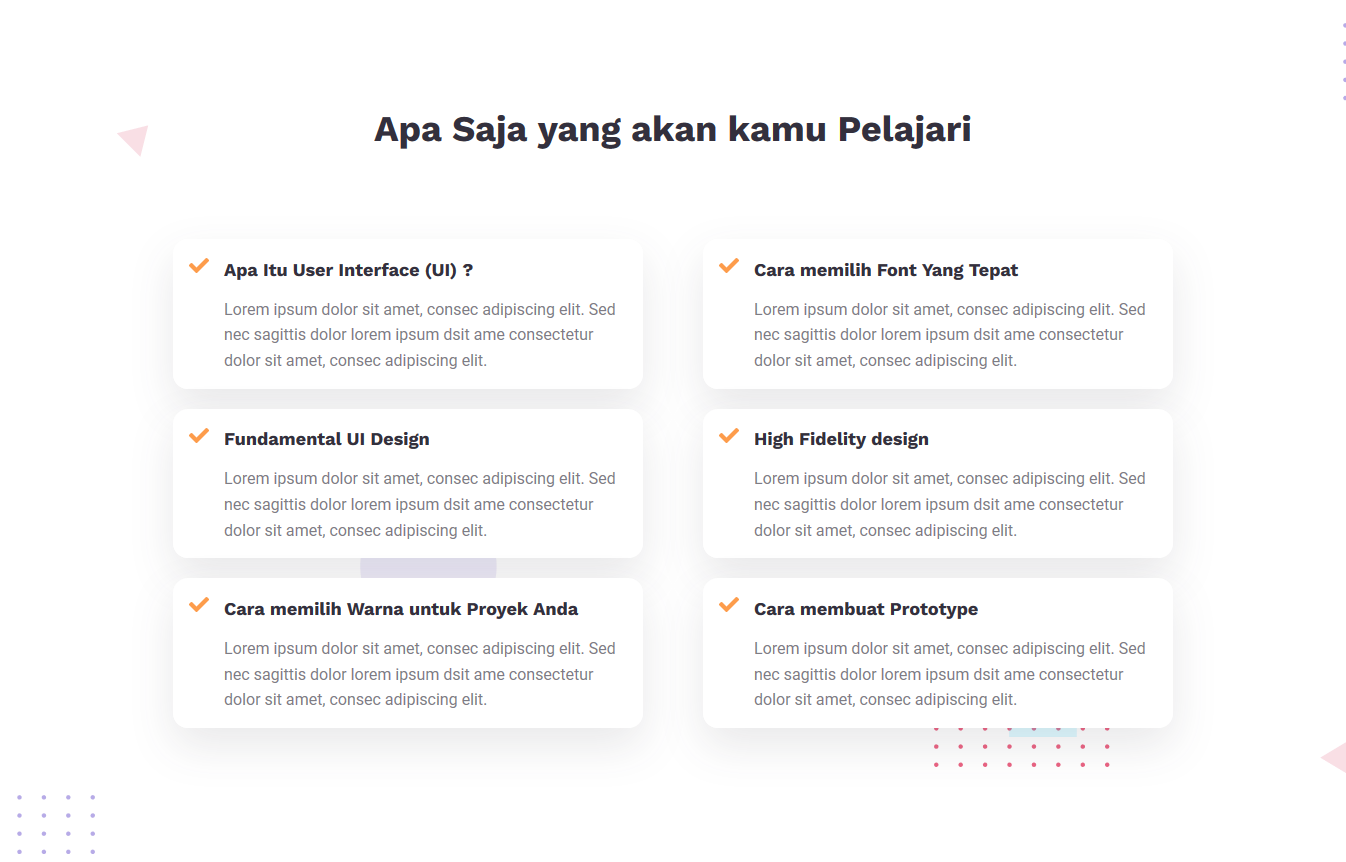 Apa Saja yang akan kamu Pelajari
Apa Itu User Interface (UI) ?
Lorem ipsum dolor sit amet, consec adipiscing elit. Sed
nec sagittis dolor lorem ipsum dsit ame consectetur
dolor sit amet, consec adipiscing elit.
Cara memilih Font Yang Tepat
Lorem ipsum dolor sit amet, consec adipiscing elit. Sed
nec sagittis dolor lorem ipsum dsit ame consectetur
dolor sit amet, consec adipiscing elit.
Fundamental UI Design
Lorem ipsum dolor sit amet, consec adipiscing elit. Sed
nec sagittis dolor lorem ipsum dsit ame consectetur
dolor sit amet, consec adipiscing elit.
High Fidelity design
Lorem ipsum dolor sit amet, consec adipiscing elit. Sed
nec sagittis dolor lorem ipsum dsit ame consectetur
dolor sit amet, consec adipiscing elit.
Cara memilih Warna untuk Proyek Anda
Lorem ipsum dolor sit amet, consec adipiscing elit. Sed
nec sagittis dolor lorem ipsum dsit ame consectetur
dolor sit amet, consec adipiscing elit.
Cara membuat Prototype
Lorem ipsum dolor sit amet, consec adipiscing elit. Sed
nec sagittis dolor lorem ipsum dsit ame consectetur
dolor sit amet, consec adipiscing elit.